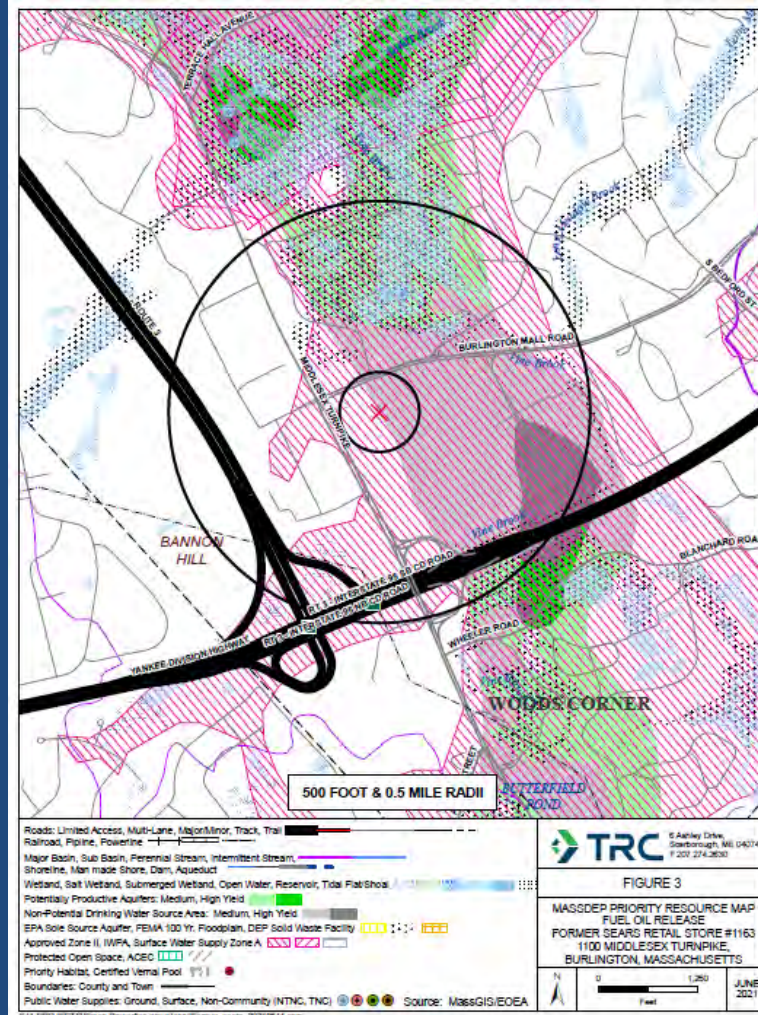 TERRACE HALL AVENUE
ROUTE 3
MIDDLESEX TURNPIKE
BURLINGTON MALL ROAD
Vine Brook
S BEDFORD ST
BANNON
HILL
Vine Brook
BLANCHARD ROA
RT 3 - INTERSTATE-95 SB CD ROAD
RT 3 - INTERSTATE-95 NB CD ROAD
YANKEE DIVISION HIGHWAY
WHEELER ROAD
WOODS CORNER
STREET
BUTTERFIELD
POND
500 FOOT & 0.5 MILE RADII
Roads: Limited Access, Multi-Lane, Major/Minor, Track, Trail
Railroad, Pipline, Powerline
Major Basin, Sub Basin, Perennial Stream, Intermittent Stream,
Shoreline, Man made Shore, Dam, Aqueduct
Wetland, Salt Wetland, Submerged Wetland, Open Water, Reservoir, Tidal Flat/Shoal
Potentially Productive Aquifers: Medium, High Yield
Non-Potential Drinking Water Source Area: Medium, High Yield
EPA Sole Source Aquifer, FEMA 100 Yr. Floodplain, DEP Solid Waste Facility
Approved Zone II, IWPA, Surface Water Supply Zone A
Protected Open Space, ACEC
Priority Habitat, Certified Vernal Pool
Boundaries: County and Town
Public Water Supplies: Ground, Surface, Non-Community (NTNC, TNC)
Source: MassGIS/EOEA
TRC
6 Ashley Drive,
Scarborough, ME 04074
T 207.274.2630
FIGURE 3
MASSDEP PRIORITY RESOURCE MAP
FUEL OIL RELEASE
FORMER SEARS RETAIL STORE #1163
1100 MIDDLESEX TURNPIKE,
BURLINGTON, MASSACHUSETTS
N
0 1,250
Feet
JUNE
2021